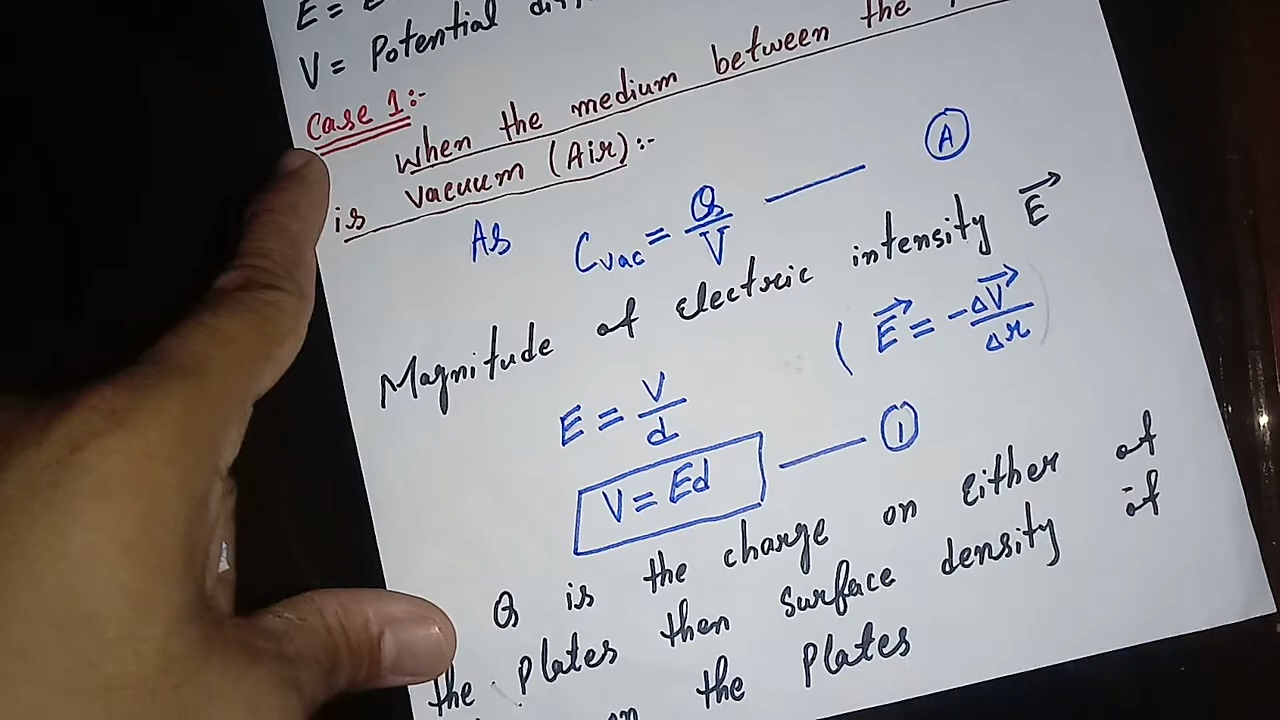 E =
V = Potential
Case 1:-
When the medium between the
is vacuum (Air):-
As Cvac = Q/V —— (A)
Magnitude of Electric intensity E⃗
( E⃗ = -ΔV⃗/Δr )
E = V/d
V = Ed —— (1)
Q is the charge on Either of
the Plates then surface density of
on the Plates